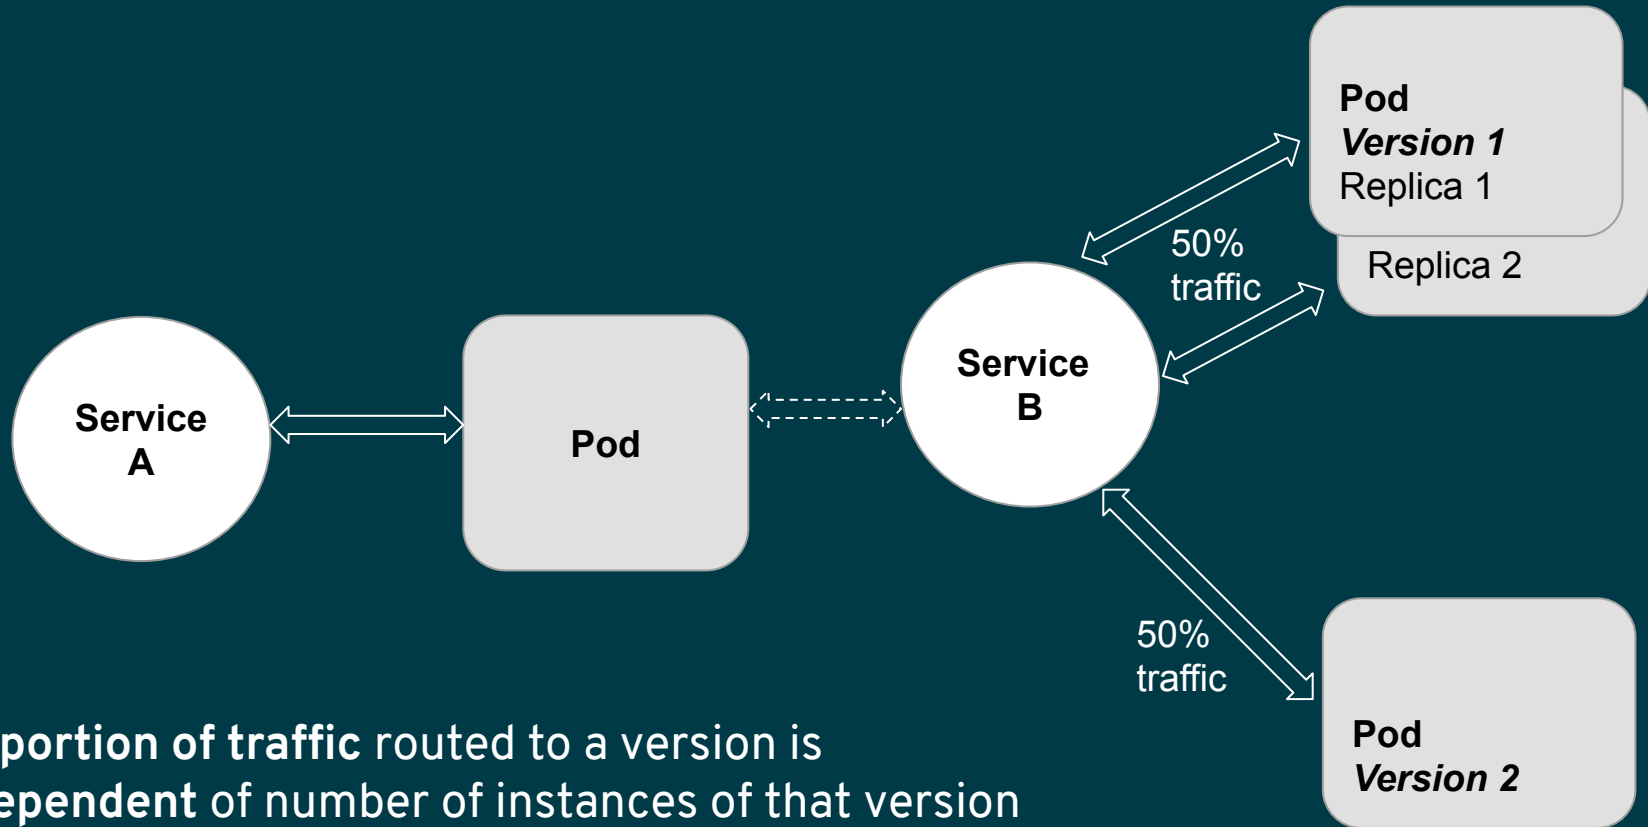 Pod
Version 1
Replica 1
Replica 2
50%
traffic
Service
A
Pod
Service
B
50%
traffic
Pod
Version 2
portion of traffic routed to a version is
ependent of number of instances of that version